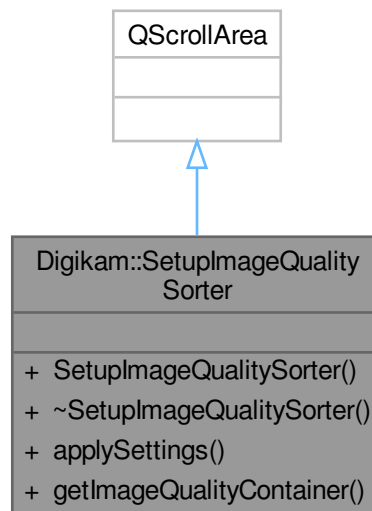 QScrollArea
Digikam::SetupImageQuality
Sorter
+ SetupImageQualitySorter()
+ ~SetupImageQualitySorter()
+ applySettings()
+ getImageQualityContainer()